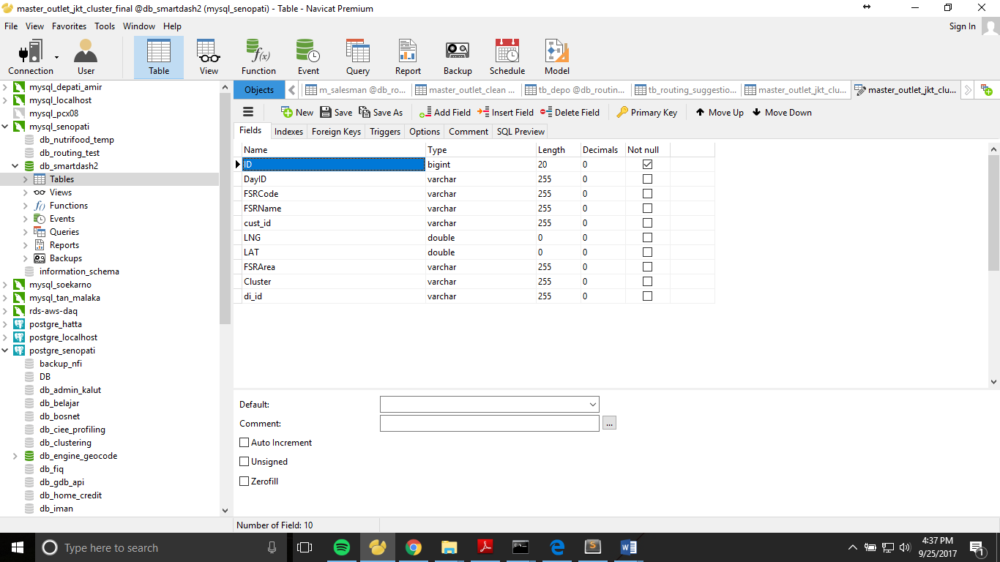 master_outlet_jkt_cluster_final @db_smartdash2 (mysql_senopati) - Table - Navicat Premium
File View Favorites Tools Window Help Sign In
Connection User Table View Function Event Query Report Backup Schedule Model
mysql_depati_amir
mysql_localhost
mysql_pcx08
mysql_senopati
db_nutrifood_temp
db_routing_test
db_smartdash2
Tables
Views
Functions
Events
Queries
Reports
Backups
information_schema
mysql_soekarno
mysql_tan_malaka
rds-aws-daq
postgre_hatta
postgre_localhost
postgre_senopati
backup_nfi
DB
db_admin_kalut
db_belajar
db_bosnet
db_ciee_profiling
db_clustering
db_engine_geocode
db_fiq
db_gdb_api
db_home_credit
db_iman
Objects m_salesman @db_ro... master_outlet_clean ... tb_depo @db_routin... tb_routing_suggestio... master_outlet_jkt_clu... master_outlet_jkt_clu...
New Save Save As Add Field Insert Field Delete Field Primary Key Move Up Move Down
Fields Indexes Foreign Keys Triggers Options Comment SQL Preview
Name Type Length Decimals Not null
ID bigint 20 0
DayID varchar 255 0
FSRCode varchar 255 0
FSRName varchar 255 0
cust_id varchar 255 0
LNG double 0 0
LAT double 0 0
FSRArea varchar 255 0
Cluster varchar 255 0
di_id varchar 255 0
Default:
Comment: ...
Auto Increment
Unsigned
Zerofill
Number of Field: 10
Type here to search
4:37 PM
9/25/2017
1